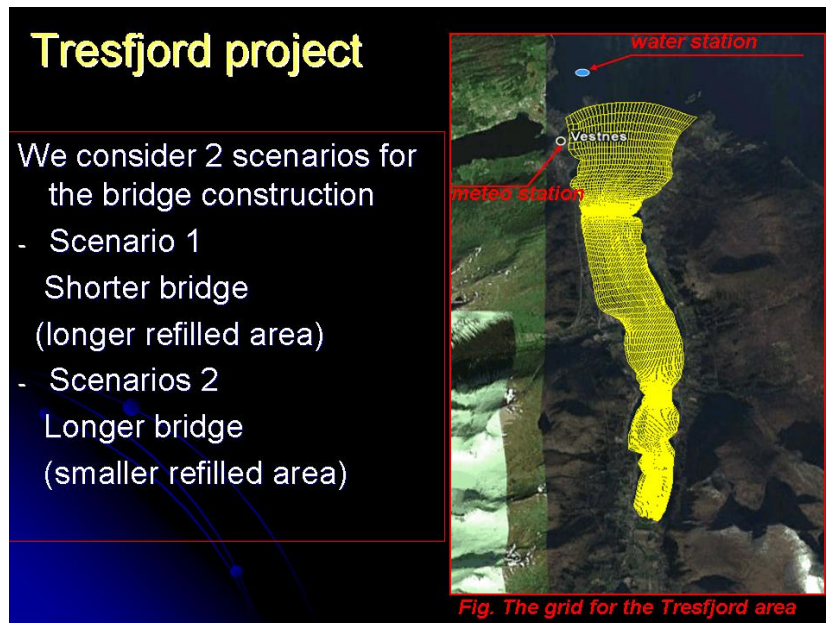 Tresfjord project
We consider 2 scenarios for
the bridge construction
- Scenario 1
Shorter bridge
(longer refilled area)
- Scenarios 2
Longer bridge
(smaller refilled area)
water station
Vestnes
meteo station
Fig. The grid for the Tresfjord area